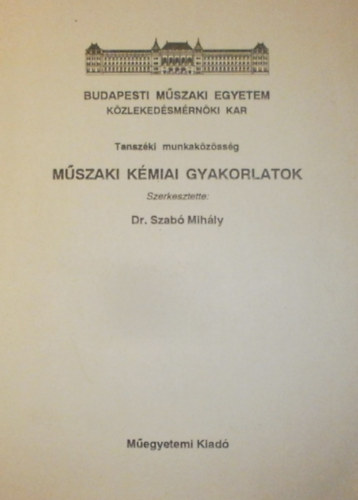 BUDAPESTI MŰSZAKI EGYETEM
KÖZLEKEDÉSMÉRNÖKI KAR
Tanszéki munkaközösség
MŰSZAKI KÉMIAI GYAKORLATOK
Szerkesztette:
Dr. Szabó Mihály
Műegyetemi Kiadó